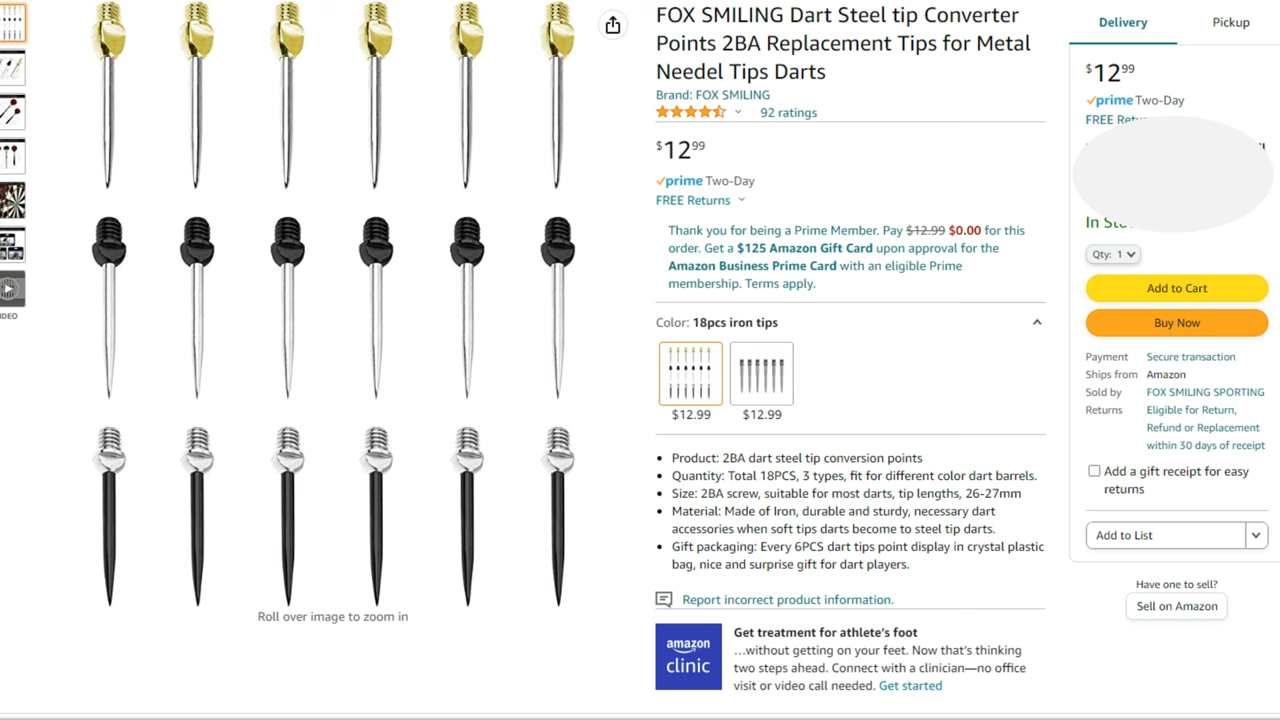 FOX SMILING Dart Steel tip Converter
Points 2BA Replacement Tips for Metal
Needel Tips Darts
Brand: FOX SMILING
92 ratings
$12 99
prime Two-Day
FREE Returns
Thank you for being a Prime Member. Pay $12.99 $0.00 for this
order. Get a $125 Amazon Gift Card upon approval for the
Amazon Business Prime Card with an eligible Prime
membership. Terms apply.
Color: 18pcs iron tips
$12.99 $12.99
Product: 2BA dart steel tip conversion points
Quantity: Total 18PCS, 3 types, fit for different color dart barrels.
Size: 2BA screw, suitable for most darts, tip lengths, 26-27mm
Material: Made of Iron, durable and sturdy, necessary dart
accessories when soft tips darts become to steel tip darts.
Gift packaging: Every 6PCS dart tips point display in crystal plastic
bag, nice and surprise gift for dart players.
Report incorrect product information.
amazon
clinic
Get treatment for athlete's foot
…without getting on your feet. Now that's thinking
two steps ahead. Connect with a clinician—no office
visit or video call needed. Get started
Roll over image to zoom in
Delivery Pickup
$12 99
prime Two-Day
FREE
Qty: 1
Add to Cart
Buy Now
Payment Secure transaction
Ships from Amazon
Sold by FOX SMILING SPORTING
Returns Eligible for Return,
Refund or Replacement
within 30 days of receipt
Add a gift receipt for easy
returns
Add to List
Have one to sell?
Sell on Amazon